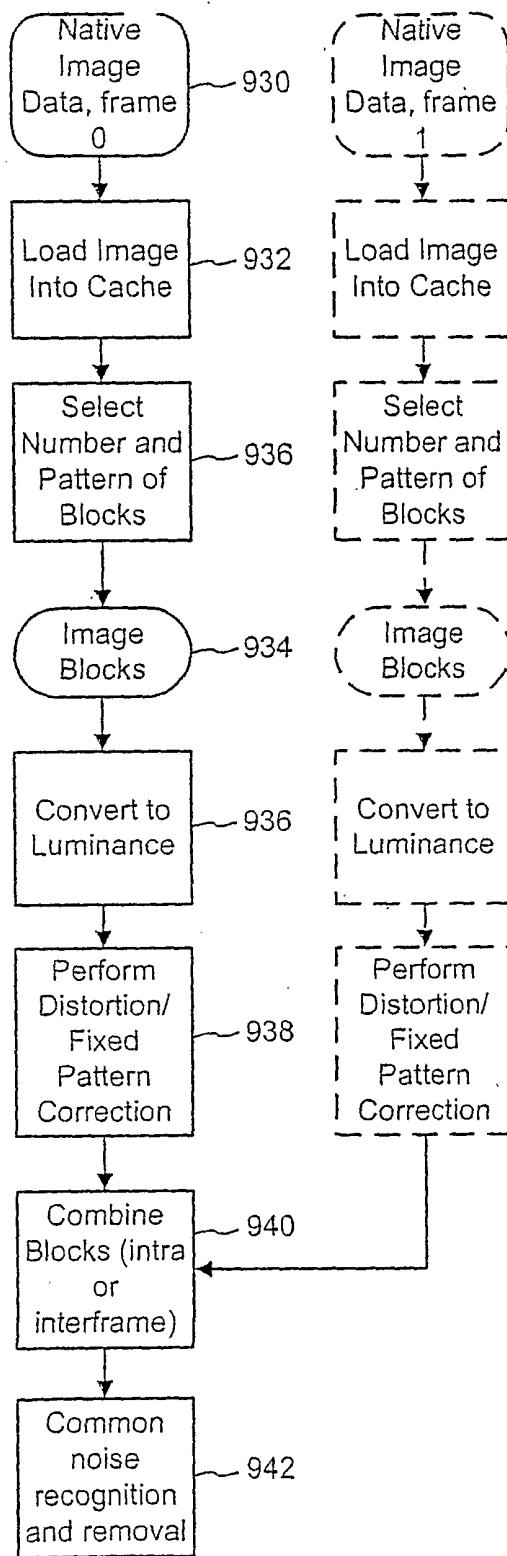 Native
Image
Data, frame
0
930
Load Image
Into Cache
932
Select
Number and
Pattern of
Blocks
936
Image
Blocks
934
Convert to
Luminance
936
Perform
Distortion/
Fixed
Pattern
Correction
938
Combine
Blocks (intra
or
interframe)
940
Common
noise
recognition
and removal
942
Native
Image
Data, frame
1
Load Image
Into Cache
Select
Number and
Pattern of
Blocks
Image
Blocks
Convert to
Luminance
Perform
Distortion/
Fixed
Pattern
Correction